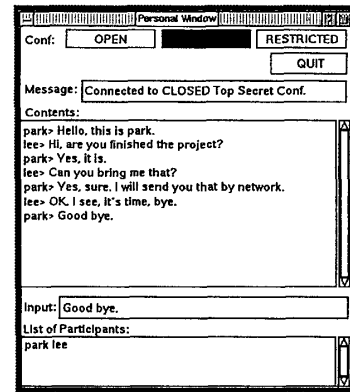 Personal Window
Conf: OPEN RESTRICTED
QUIT
Message: Connected to CLOSED Top Secret Conf.
Contents:
park> Hello, this is park.
lee> Hi, are you finished the project?
park> Yes, it is.
lee> Can you bring me that?
park> Yes, sure. I will send you that by network.
lee> OK. I see, it's time, bye.
park> Good bye.
Input: Good bye.
List of Participants:
park lee